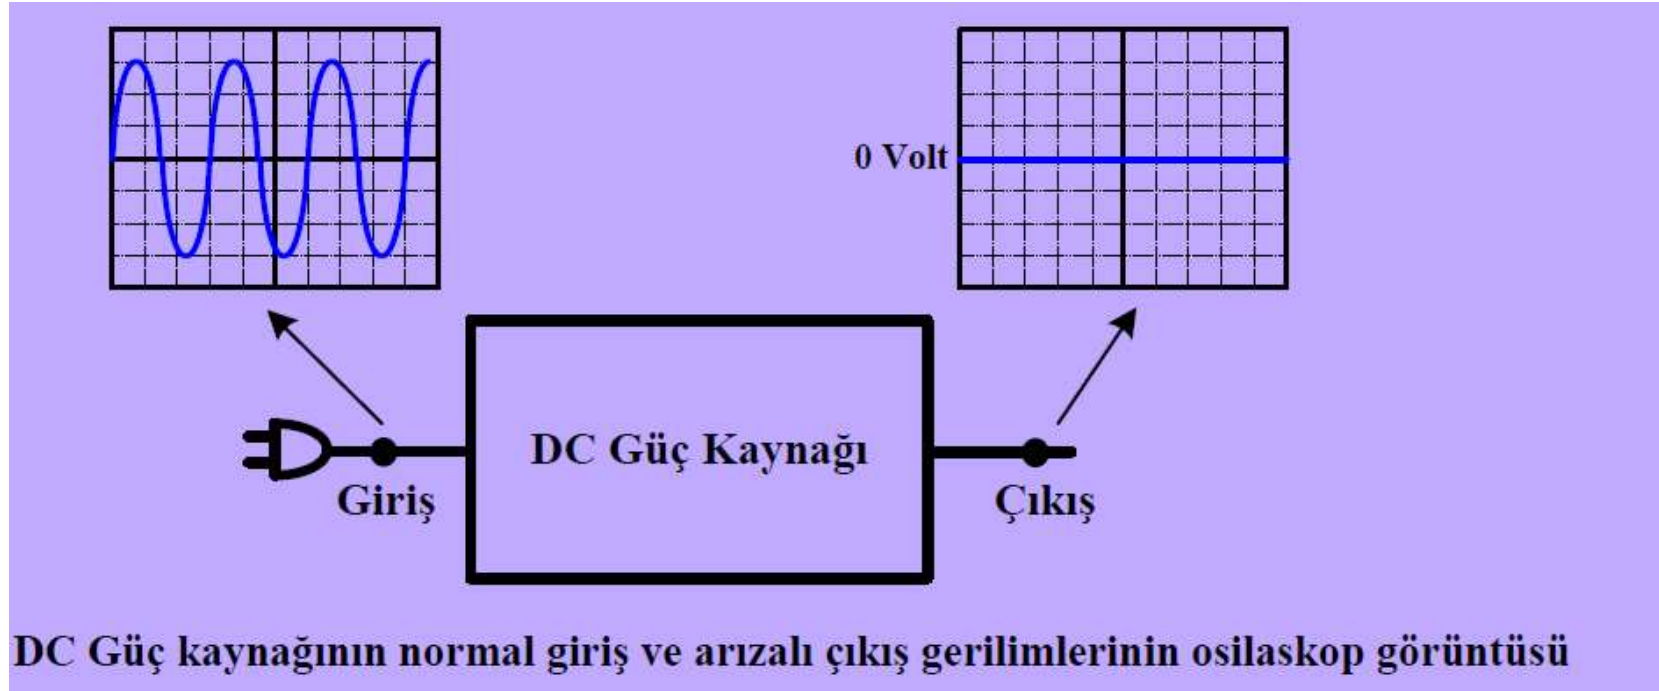 0 Volt
DC Güç Kaynağı
Giriş
Çıkış
DC Güç kaynağının normal giriş ve arızalı çıkış gerilimlerinin osilaskop görüntüsü